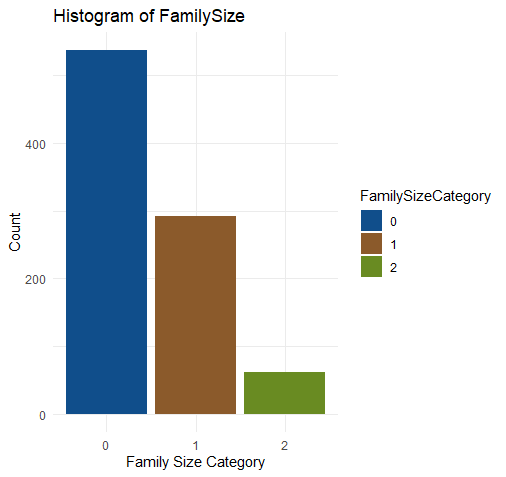 Histogram of FamilySize
Count
400
200
0
0 1 2
Family Size Category
FamilySizeCategory
0
1
2